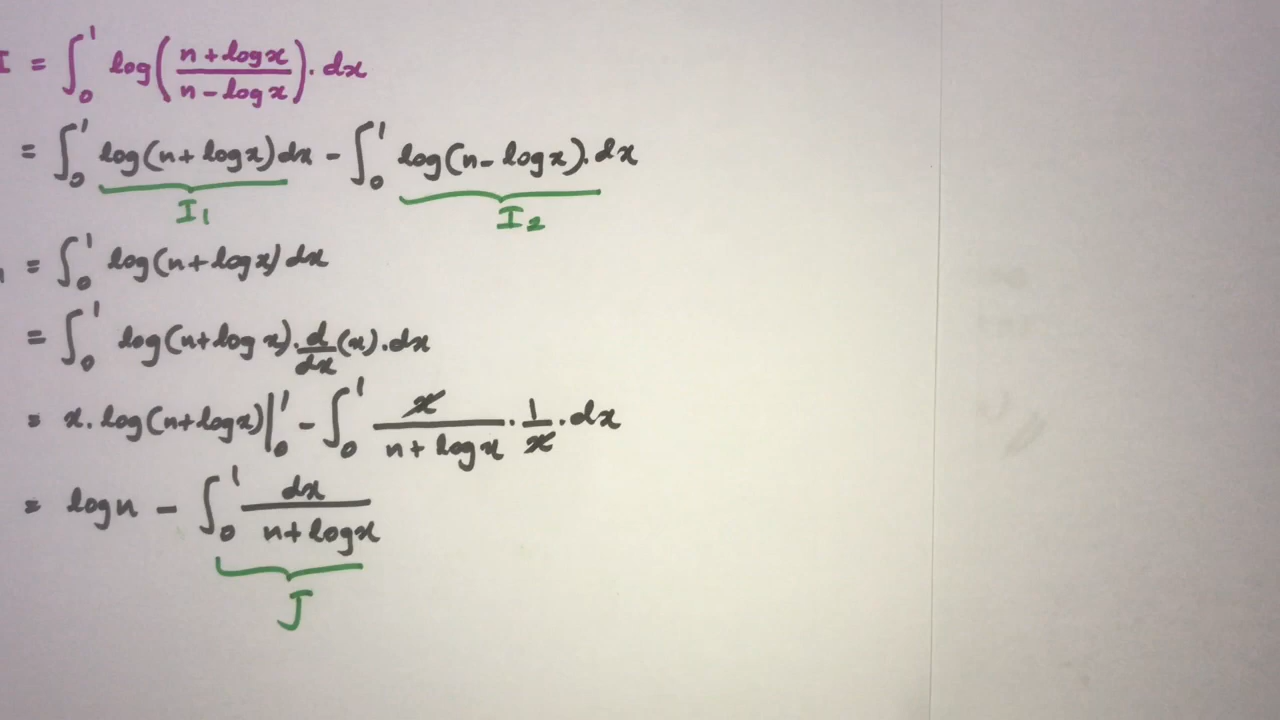 I = ∫₀¹ log((n + log x)/(n - log x)) . dx
= ∫₀¹ log(n + log x) dx - ∫₀¹ log(n - log x) . dx
I₁ I₂
₁ = ∫₀¹ log(n + log x) dx
= ∫₀¹ log(n + log x) . d/dx (x) . dx
= x . log(n + log x)|₀¹ - ∫₀¹ x/(n + log x) . 1/x . dx
= log n - ∫₀¹ dx/(n + log x)
J